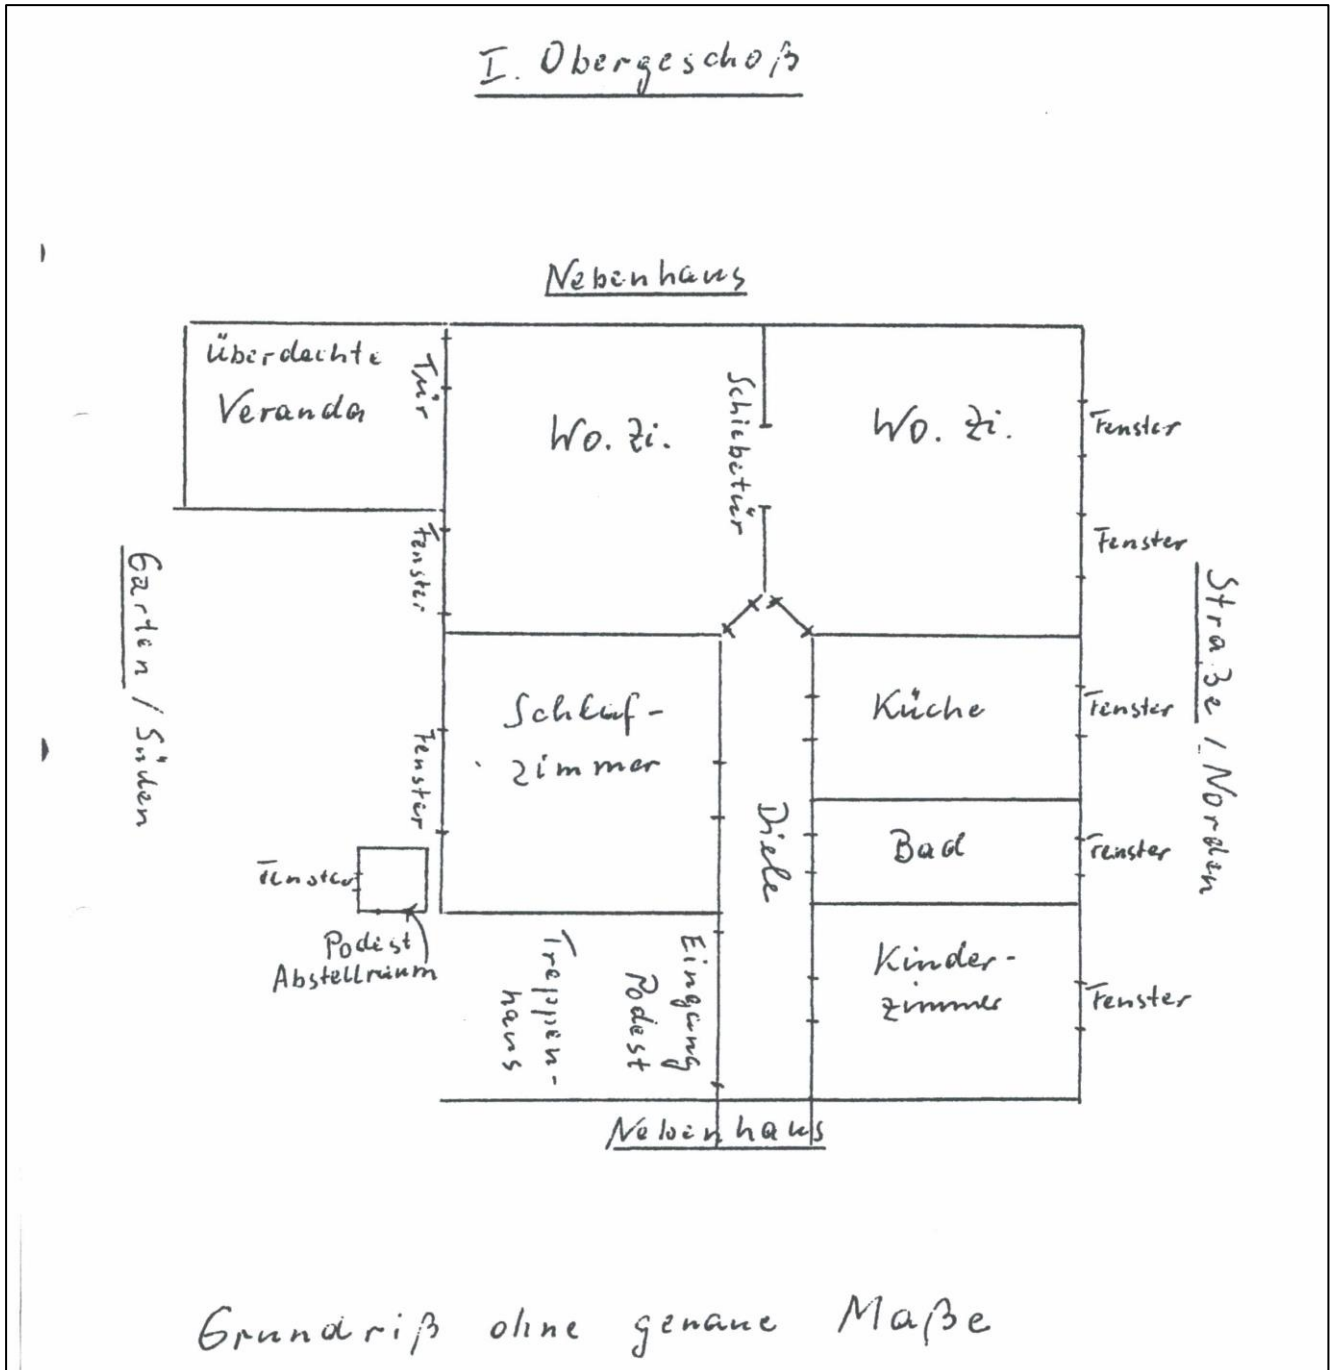 I. Obergeschoß
Nebenhaus
Überdachte
Veranda
Tür
Wo. Zi.
Schiebetür
Wo. Zi.
Fenster
Fenster
Fenster
Garten / Süden
Straße / Norden
Schlaf-
zimmer
Fenster
Küche
Fenster
Diele
Bad
Fenster
Fenster
Podest
Abstellraum
Treppen-
haus
Eingang
Podest
Kinder-
zimmer
Fenster
Nebenhaus
Grundriß ohne genaue Maße